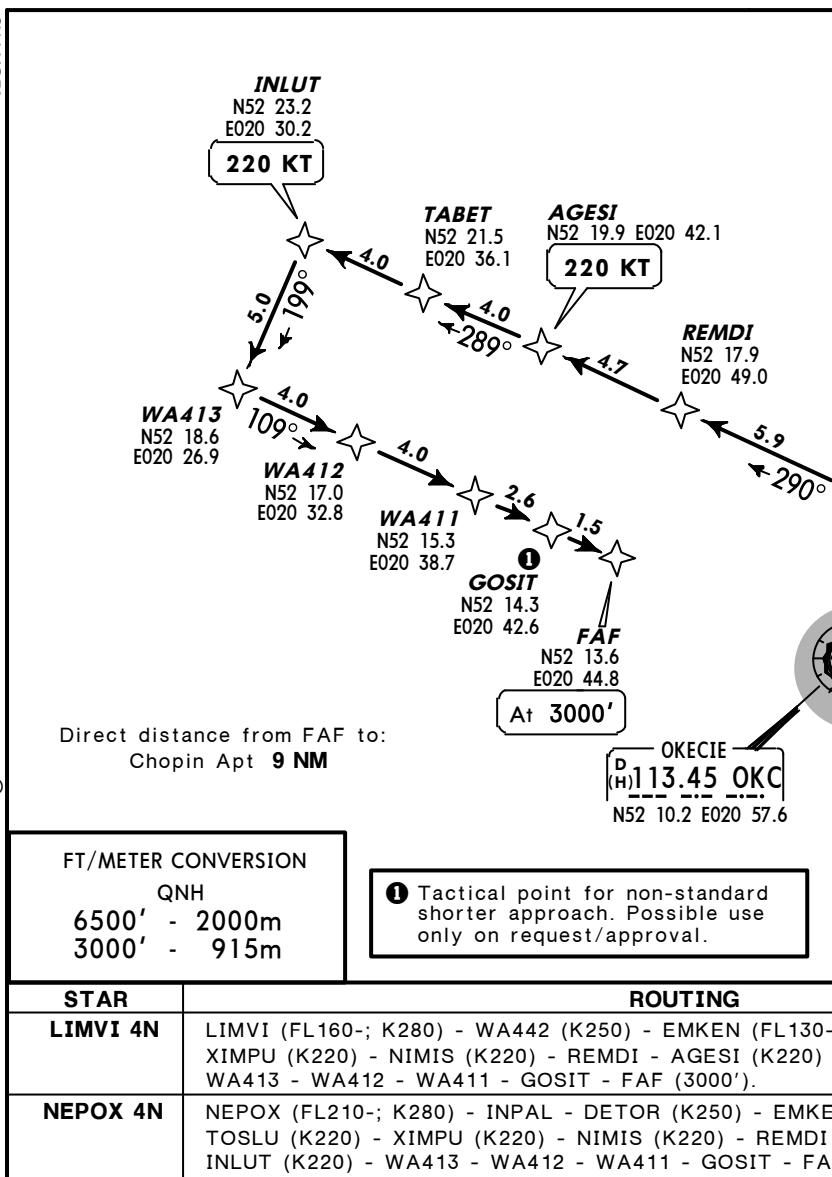 INLUT
N52 23.2
E020 30.2
220 KT
TABET
N52 21.5
E020 36.1
AGESI
N52 19.9 E020 42.1
220 KT
REMDI
N52 17.9
E020 49.0
4.0
4.0
289°
4.7
5.9
290°
5.0
199°
WA413
N52 18.6
E020 26.9
4.0
109°
WA412
N52 17.0
E020 32.8
4.0
WA411
N52 15.3
E020 38.7
2.6
1.5
1
GOSIT
N52 14.3
E020 42.6
FAF
N52 13.6
E020 44.8
At 3000'
Direct distance from FAF to:
Chopin Apt 9 NM
OKECIE
D
(H) 113.45 OKC
N52 10.2 E020 57.6
FT/METER CONVERSION
QNH
6500' - 2000m
3000' - 915m
1 Tactical point for non-standard
shorter approach. Possible use
only on request/approval.
STAR ROUTING
LIMVI 4N LIMVI (FL160-; K280) - WA442 (K250) - EMKEN (FL130-
XIMPU (K220) - NIMIS (K220) - REMDI - AGESI (K220)
WA413 - WA412 - WA411 - GOSIT - FAF (3000').
NEPOX 4N NEPOX (FL210-; K280) - INPAL - DETOR (K250) - EMKE
TOSLU (K220) - XIMPU (K220) - NIMIS (K220) - REMDI
INLUT (K220) - WA413 - WA412 - WA411 - GOSIT - FA